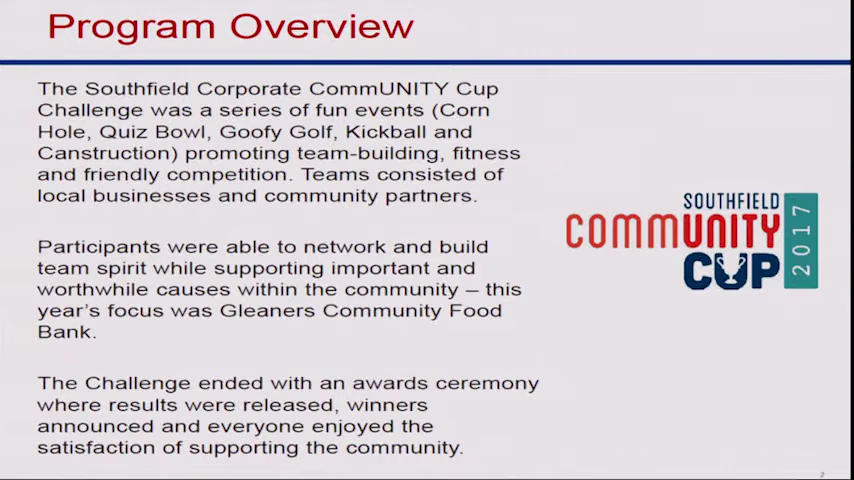 Program Overview
The Southfield Corporate CommUNITY Cup
Challenge was a series of fun events (Corn
Hole, Quiz Bowl, Goofy Golf, Kickball and
Canstruction) promoting team-building, fitness
and friendly competition. Teams consisted of
local businesses and community partners.
Participants were able to network and build
team spirit while supporting important and
worthwhile causes within the community – this
year's focus was Gleaners Community Food
Bank.
The Challenge ended with an awards ceremony
where results were released, winners
announced and everyone enjoyed the
satisfaction of supporting the community.
SOUTHFIELD
COMMUNITY
CUP
2017
2